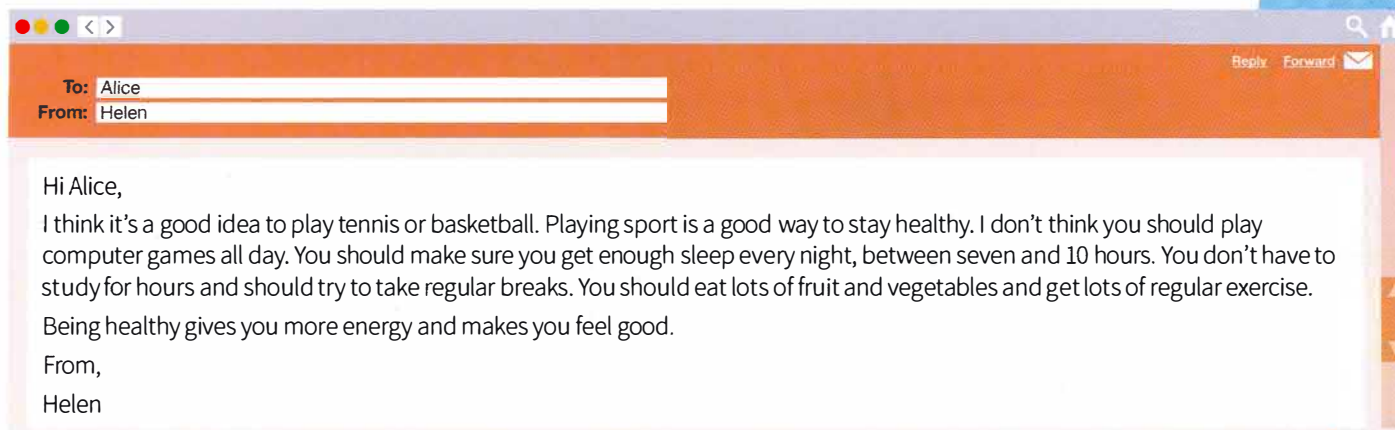 Reply Forward
To: Alice
From: Helen
Hi Alice,
I think it's a good idea to play tennis or basketball. Playing sport is a good way to stay healthy. I don't think you should play
computer games all day. You should make sure you get enough sleep every night, between seven and 10 hours. You don't have to
study for hours and should try to take regular breaks. You should eat lots of fruit and vegetables and get lots of regular exercise.
Being healthy gives you more energy and makes you feel good.
From,
Helen